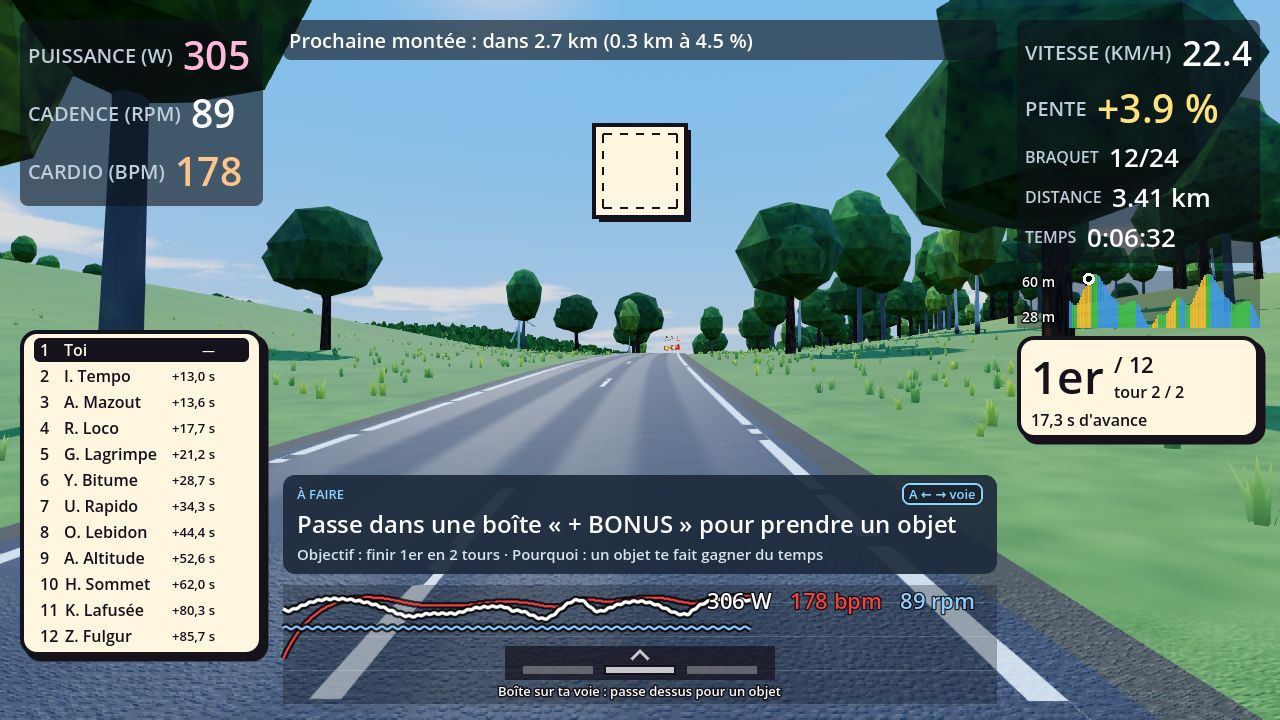 PUISSANCE (W) 305
CADENCE (RPM) 89
CARDIO (BPM) 178
Prochaine montée : dans 2.7 km (0.3 km à 4.5 %)
VITESSE (KM/H) 22.4
PENTE +3.9 %
BRAQUET 12/24
DISTANCE 3.41 km
TEMPS 0:06:32
60 m
28 m
1er / 12
tour 2 / 2
17,3 s d'avance
1 Toi —
2 I. Tempo +13,0 s
3 A. Mazout +13,6 s
4 R. Loco +17,7 s
5 G. Lagrimpe +21,2 s
6 Y. Bitume +28,7 s
7 U. Rapido +34,3 s
8 O. Lebidon +44,4 s
9 A. Altitude +52,6 s
10 H. Sommet +62,0 s
11 K. Lafusée +80,3 s
12 Z. Fulgur +85,7 s
À FAIRE
A ← → voie
Passe dans une boîte « + BONUS » pour prendre un objet
Objectif : finir 1er en 2 tours · Pourquoi : un objet te fait gagner du temps
306 W 178 bpm 89 rpm
Boîte sur ta voie : passe dessus pour un objet